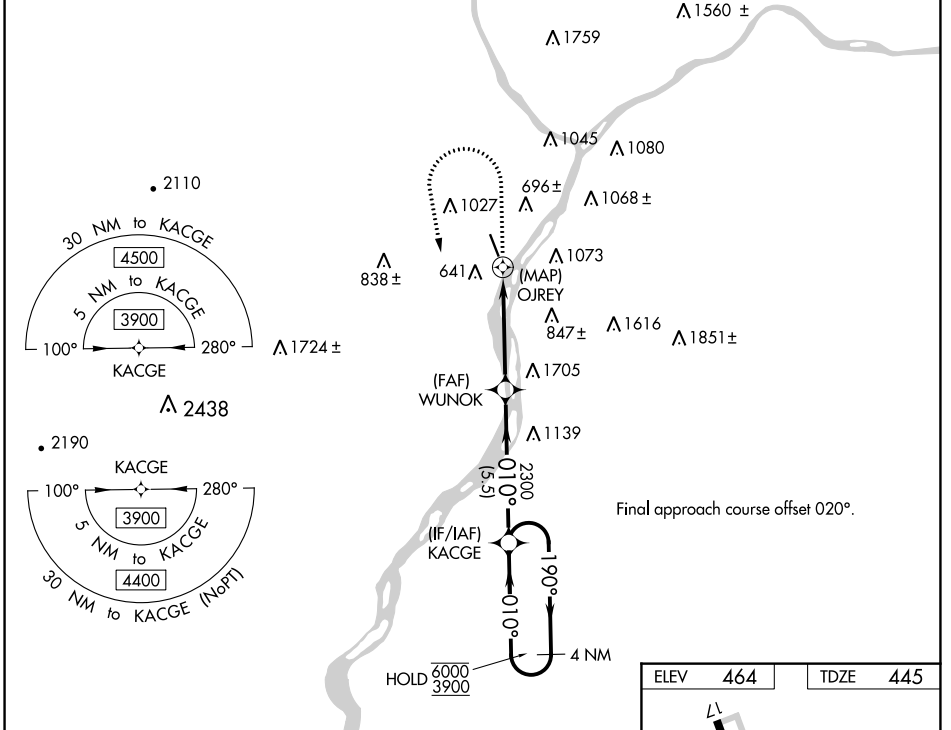 1560 ±
1759
1045
1080
2110
696±
1027
1068 ±
30 NM to KACGE
4500
5 NM to KACGE
3900
100°
280°
KACGE
838±
641
1073
(MAP)
OJREY
847±
1616
1851±
1724 ±
1705
(FAF)
WUNOK
2438
2190
1139
KACGE
100°
280°
3900
5 NM to KACGE
4400
30 NM to KACGE (NoPT)
2300
010°
(5.5)
Final approach course offset 020°.
(IF/IAF)
KACGE
190°
010°
4 NM
HOLD 6000
3900
ELEV 464
TDZE 445
17